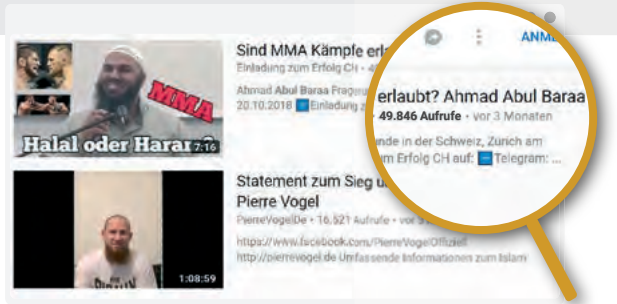 ANM
Sind MMA Kämpfe erla
Einladung zum Erfolg CH
erlaubt? Ahmad Abul Baraa
49.846 Aufrufe • vor 3 Monaten
Ahmad Abul Baraa Frageru
20.10.2018 Einladung z
nde in der Schweiz, Zürich am
m Erfolg CH auf: Telegram: ...
MMA
Halal oder Haram?
7:16
Statement zum Sieg
Pierre Vogel
PierreVogelDe • 16.521 Aufrufe • vor 3
https://www.facebook.com/PierreVogelOffiziell
http://pierrevogel.de Umfassende Informationen zum Islam
1:08:59